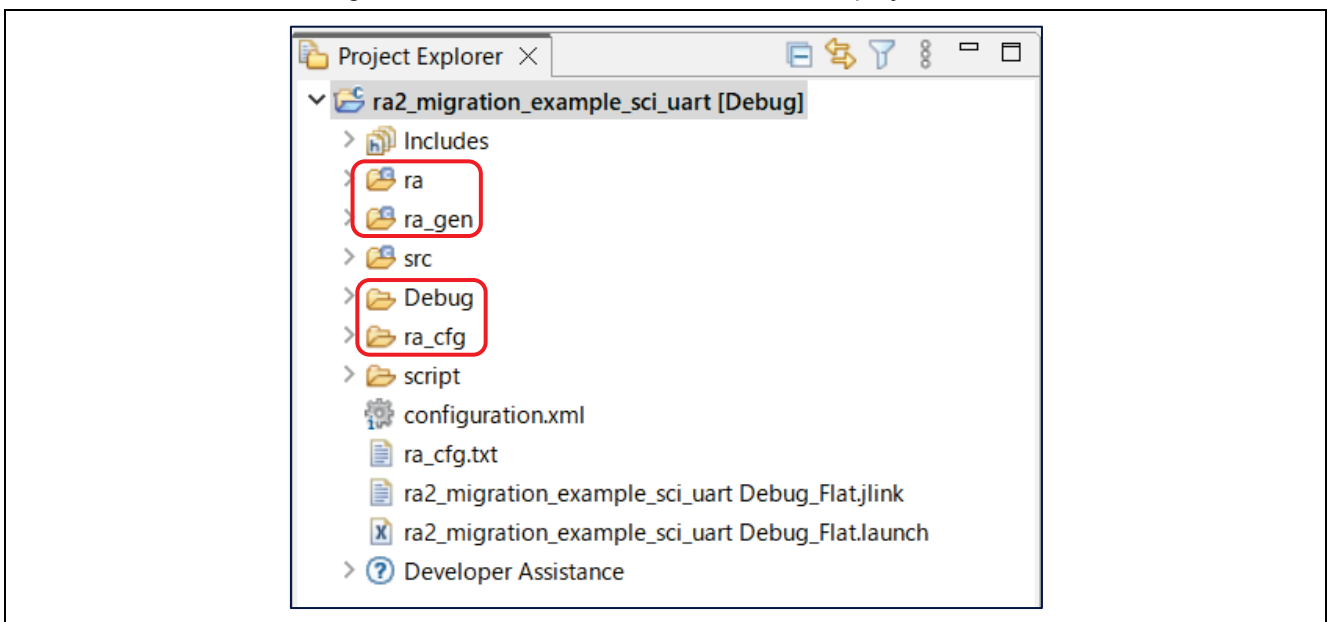 Project Explorer
ra2_migration_example_sci_uart [Debug]
Includes
ra
ra_gen
src
Debug
ra_cfg
script
configuration.xml
ra_cfg.txt
ra2_migration_example_sci_uart Debug_Flat.jlink
ra2_migration_example_sci_uart Debug_Flat.launch
Developer Assistance